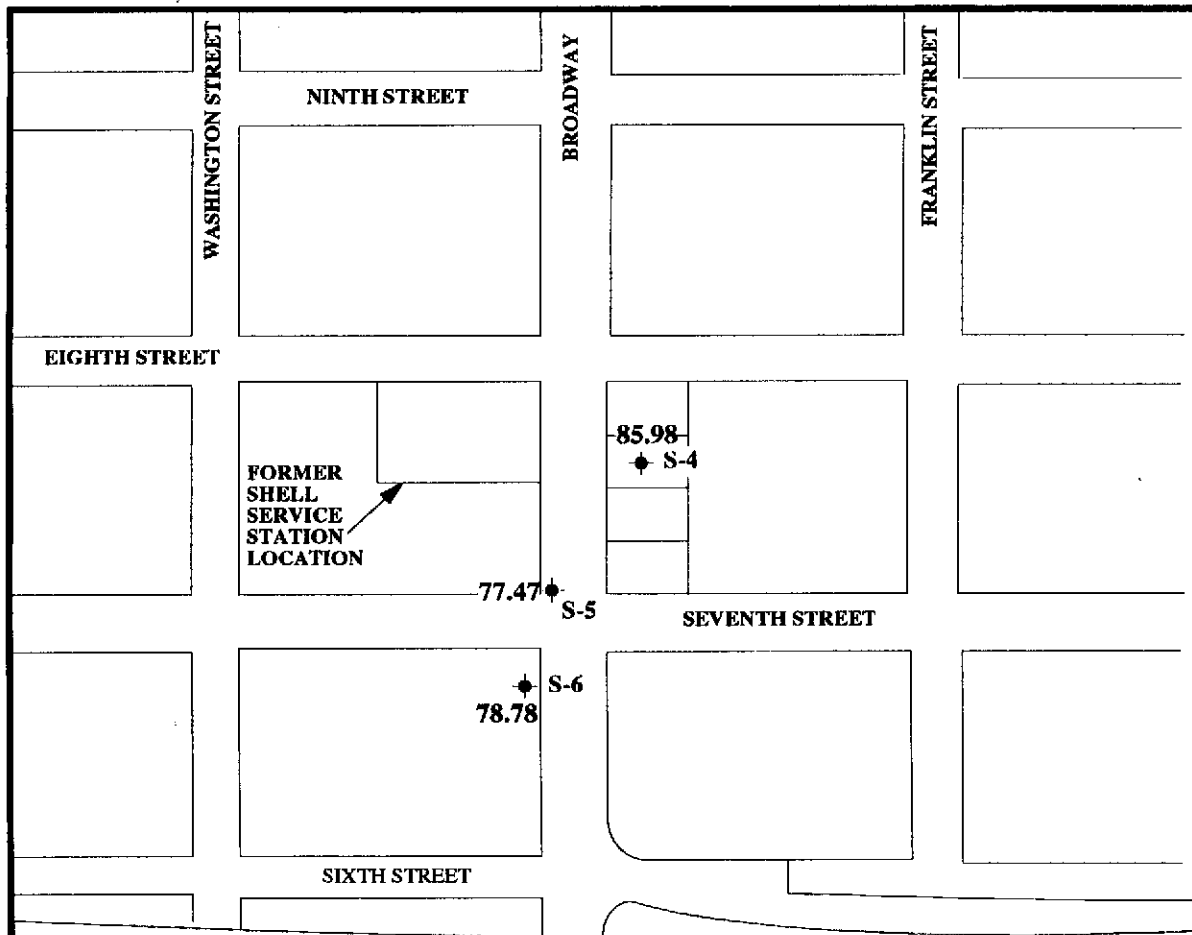 WASHINGTON STREET
NINTH STREET
BROADWAY
FRANKLIN STREET
EIGHTH STREET
85.98
S-4
FORMER
SHELL
SERVICE
STATION
LOCATION
77.47
S-5
SEVENTH STREET
S-6
78.78
SIXTH STREET